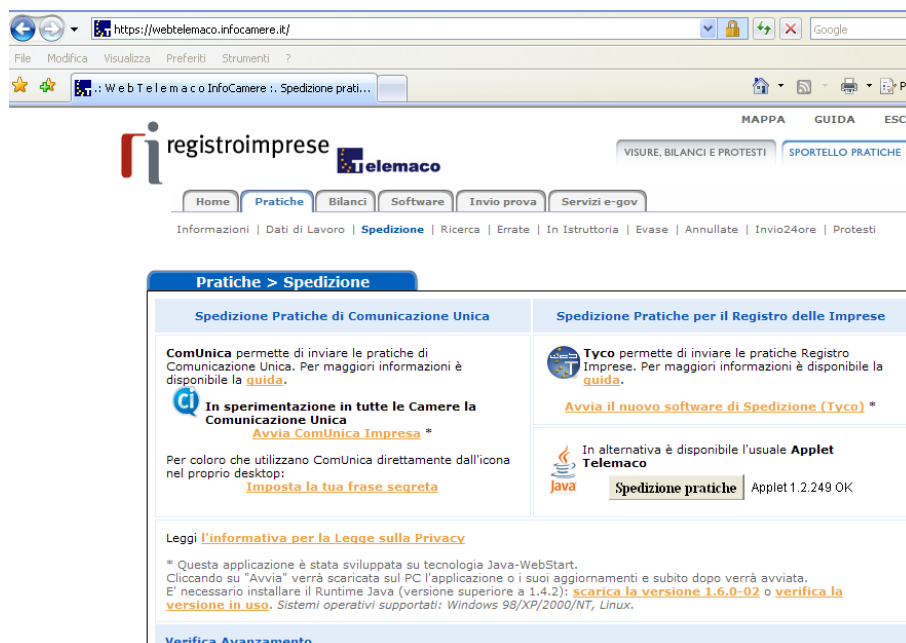 https://webtelemaco.infocamere.it/
Google
File Modifica Visualizza Preferiti Strumenti ?
.: W e b T e l e m a c o InfoCamere :. Spedizione prati...
P
MAPPA GUIDA ESC
registroimprese
Telemaco
VISURE, BILANCI E PROTESTI SPORTELLO PRATICHE
Home Pratiche Bilanci Software Invio prova Servizi e-gov
Informazioni | Dati di Lavoro | Spedizione | Ricerca | Errate | In Istruttoria | Evase | Annullate | Invio24ore | Protesti
Pratiche > Spedizione
Spedizione Pratiche di Comunicazione Unica
ComUnica permette di inviare le pratiche di
Comunicazione Unica. Per maggiori informazioni è
disponibile la guida.
Ci
In sperimentazione in tutte le Camere la
Comunicazione Unica
Avvia ComUnica Impresa *
Per coloro che utilizzano ComUnica direttamente dall'icona
nel proprio desktop:
Imposta la tua frase segreta
Spedizione Pratiche per il Registro delle Imprese
Tyco permette di inviare le pratiche Registro
Imprese. Per maggiori informazioni è disponibile la
guida.
Avvia il nuovo software di Spedizione (Tyco) *
In alternativa è disponibile l'usuale Applet
Telemaco
Java
Spedizione pratiche Applet 1.2.249 OK
Leggi l'informativa per la Legge sulla Privacy
* Questa applicazione è stata sviluppata su tecnologia Java-WebStart.
Cliccando su "Avvia" verrà scaricata sul PC l'applicazione o i suoi aggiornamenti e subito dopo verrà avviata.
E' necessario installare il Runtime Java (versione superiore a 1.4.2): scarica la versione 1.6.0-02 o verifica la
versione in uso. Sistemi operativi supportati: Windows 98/XP/2000/NT, Linux.
Verifica Avanzamento